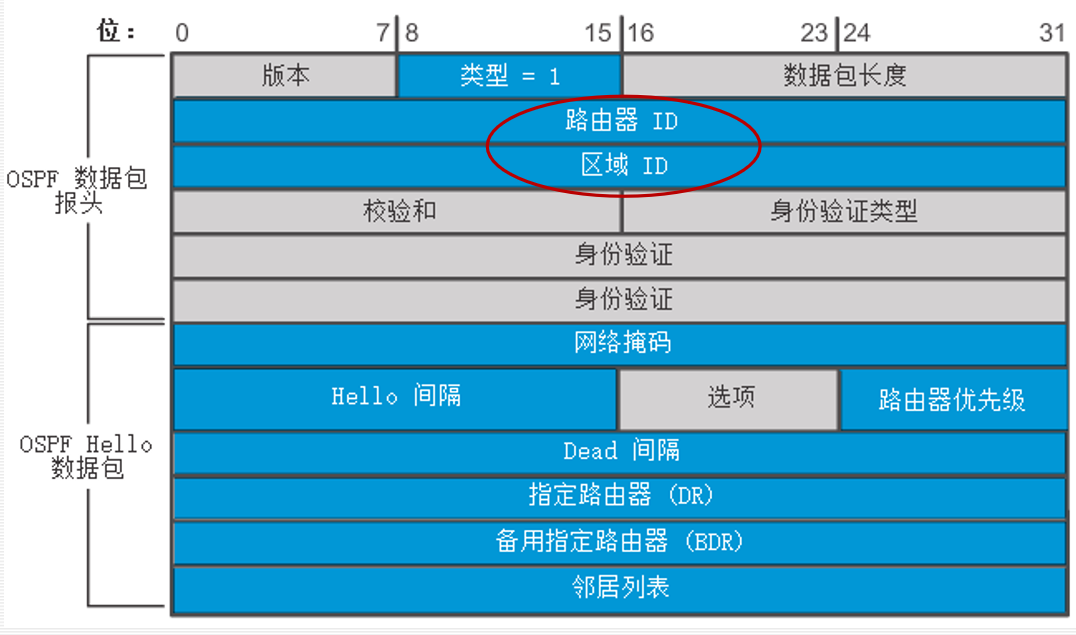 位： 0 7 8 15 16 23 24 31
版本 类型 = 1 数据包长度
路由器 ID
区域 ID
OSPF 数据包
报头
校验和 身份验证类型
身份验证
身份验证
网络掩码
Hello 间隔 选项 路由器优先级
OSPF Hello
数据包
Dead 间隔
指定路由器 (DR)
备用指定路由器 (BDR)
邻居列表